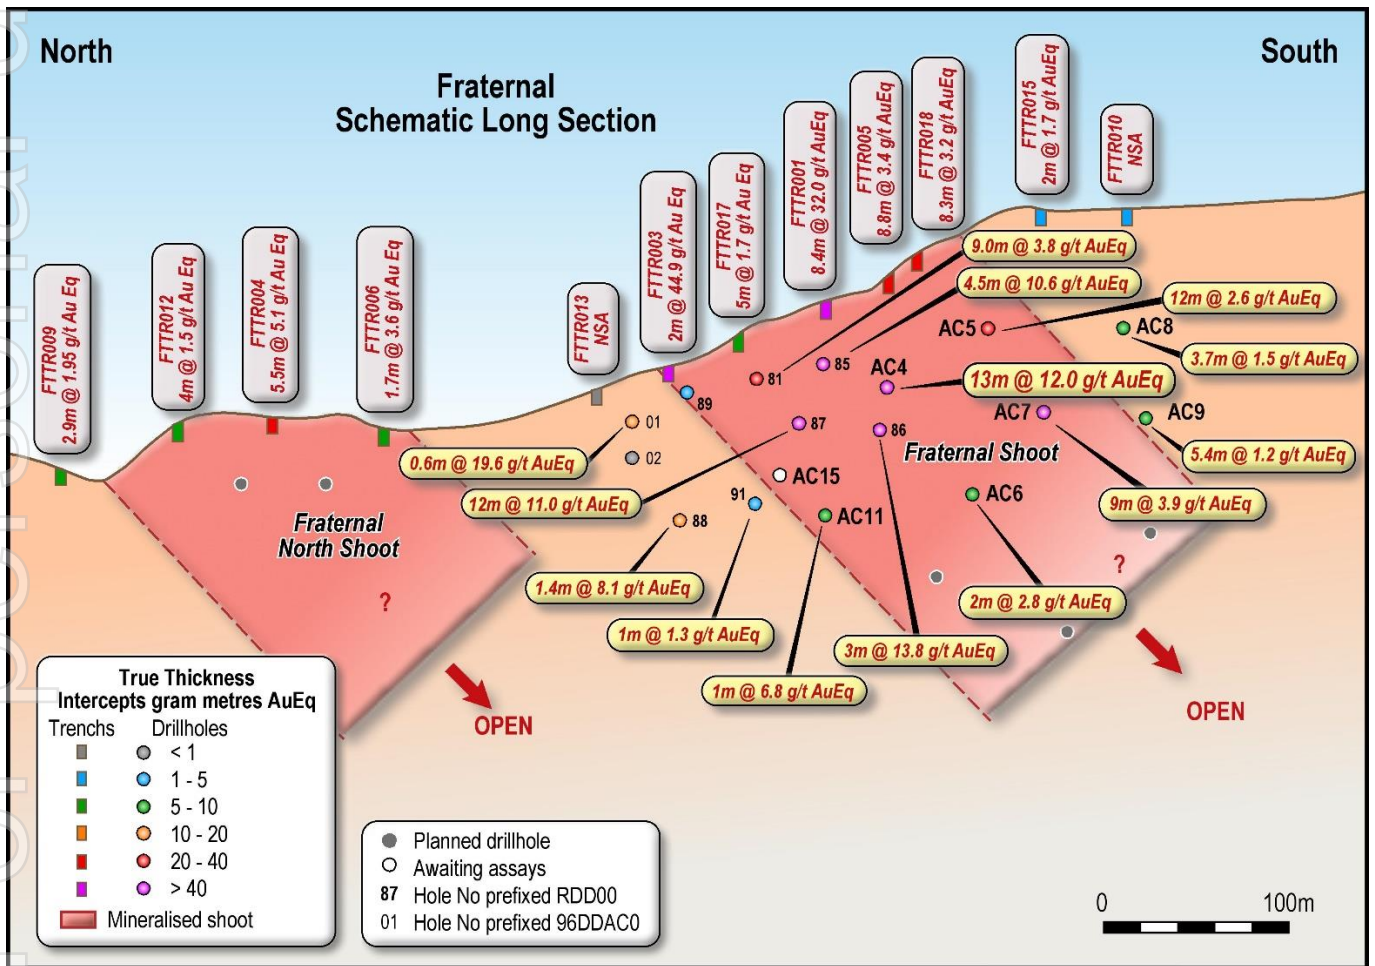 North
South
Fraternal
Schematic Long Section
FTTR009
2.9m @ 1.95 g/t Au Eq
FTTR012
4m @ 1.5 g/t Au Eq
FTTR004
5.5m @ 5.1 g/t Au Eq
FTTR006
1.7m @ 3.6 g/t Au Eq
FTTR013
NSA
FTTR003
2m @ 44.9 g/t Au Eq
FTTR017
5m @ 1.7 g/t Au Eq
FTTR001
8.4m @ 32.0 g/t AuEq
FTTR005
8.8m @ 3.4 g/t AuEq
FTTR018
8.3m @ 3.2 g/t AuEq
FTTR015
2m @ 1.7 g/t AuEq
FTTR010
NSA
9.0m @ 3.8 g/t AuEq
4.5m @ 10.6 g/t AuEq
12m @ 2.6 g/t AuEq
AC5
AC8
3.7m @ 1.5 g/t AuEq
81
85
AC4
13m @ 12.0 g/t AuEq
89
AC7
AC9
01
87
86
Fraternal Shoot
5.4m @ 1.2 g/t AuEq
0.6m @ 19.6 g/t AuEq
02
AC15
12m @ 11.0 g/t AuEq
91
AC6
9m @ 3.9 g/t AuEq
88
AC11
Fraternal
North Shoot
?
?
1.4m @ 8.1 g/t AuEq
2m @ 2.8 g/t AuEq
1m @ 1.3 g/t AuEq
3m @ 13.8 g/t AuEq
1m @ 6.8 g/t AuEq
OPEN
OPEN
True Thickness
Intercepts gram metres AuEq
Trenchs Drillholes
< 1
1 - 5
5 - 10
10 - 20
20 - 40
> 40
Mineralised shoot
Planned drillhole
Awaiting assays
87 Hole No prefixed RDD00
01 Hole No prefixed 96DDAC0
0 100m